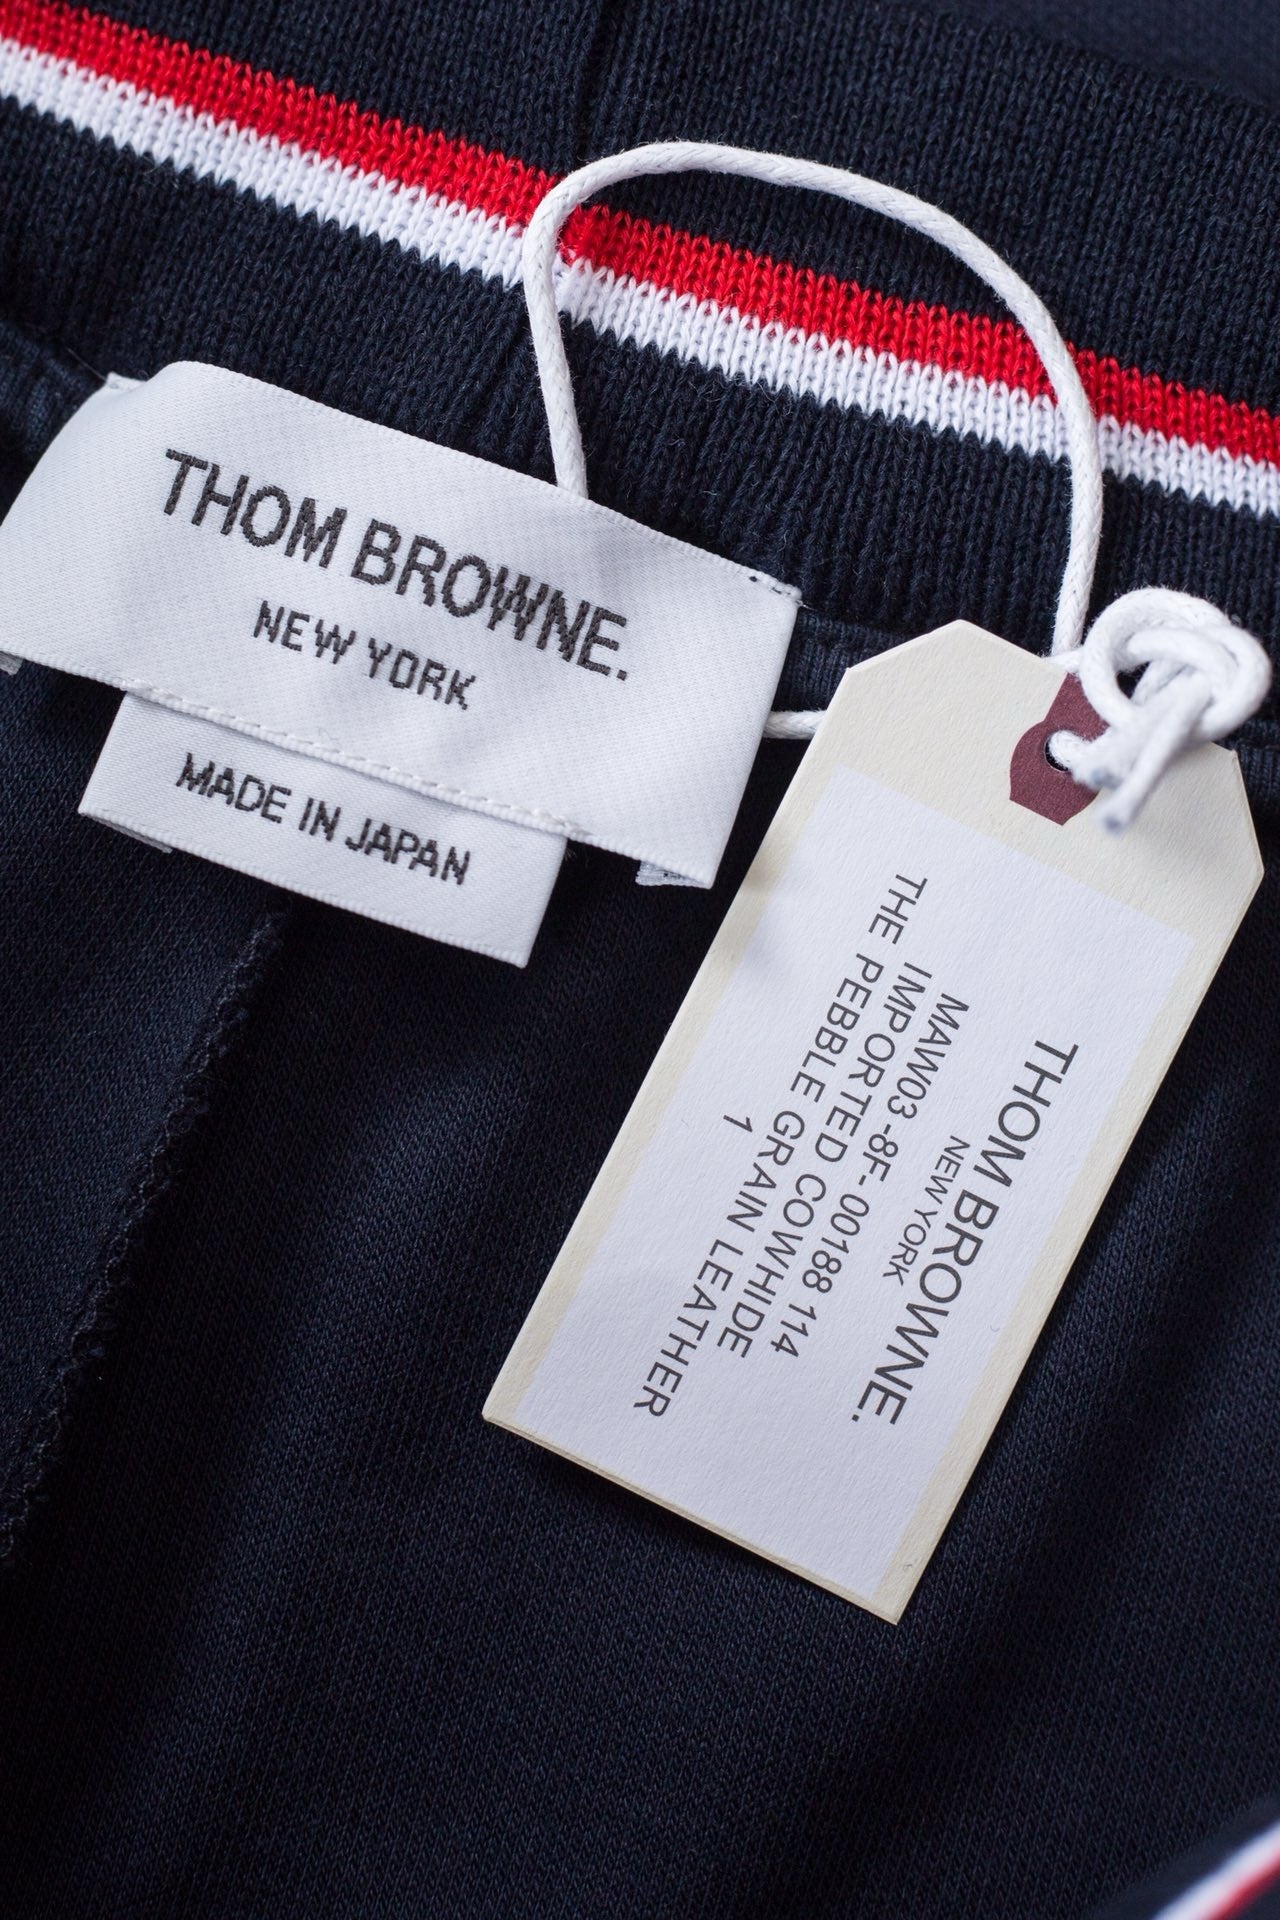 THOM BROWNE.
NEW YORK
MADE IN JAPAN
THOM BROWNE.
NEW YORK
MAW03-8F-00188 114
IMPORTED COWHIDE
THE PEBBLE GRAIN LEATHER
1